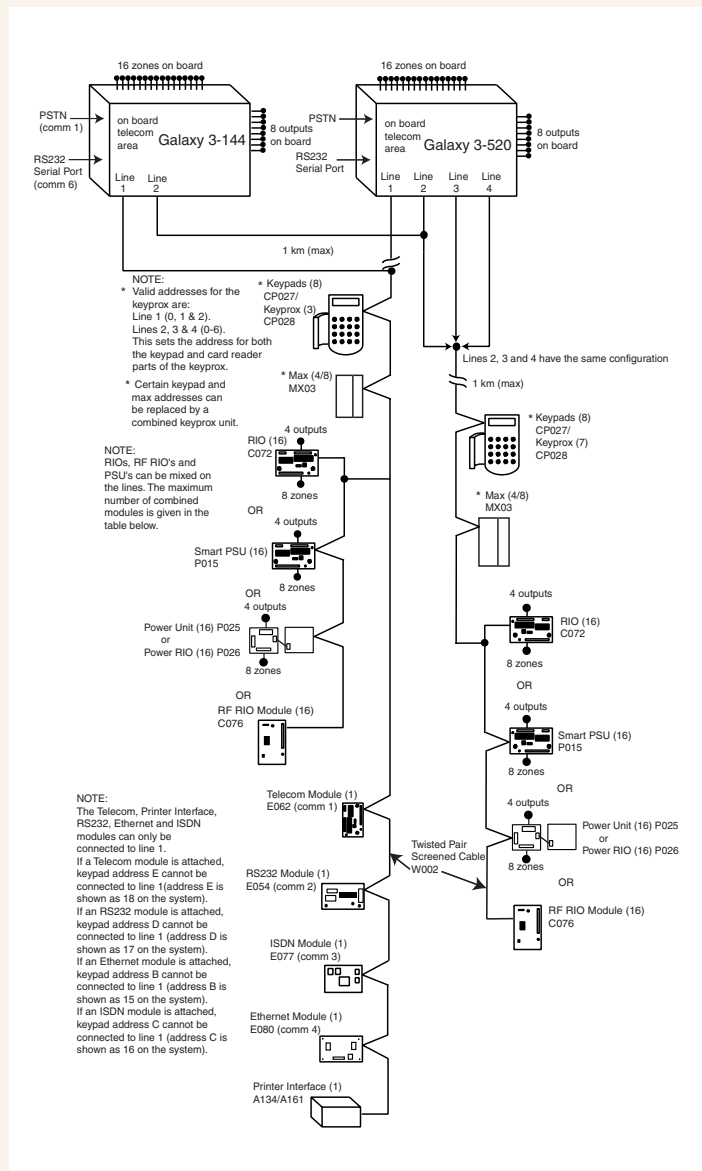 16 zones on board
PSTN
(comm 1)
RS232
Serial Port
(comm 6)
on board
telecom
area
Galaxy 3-144
8 outputs
on board
Line
1
Line
2
16 zones on board
PSTN
RS232
Serial Port
on board
telecom
area
Galaxy 3-520
8 outputs
on board
Line
1
Line
2
Line
3
Line
4
1 km (max)
NOTE:
* Valid addresses for the
keyprox are:
Line 1 (0, 1 & 2).
Lines 2, 3 & 4 (0-6).
This sets the address for both
the keypad and card reader
parts of the keyprox.
* Certain keypad and
max addresses can
be replaced by a
combined keyprox unit.
* Keypads (8)
CP027/
Keyprox (3)
CP028
* Max (4/8)
MX03
NOTE:
RIOs, RF RIO's and
PSU's can be mixed on
the lines. The maximum
number of combined
modules is given in the
table below.
4 outputs
RIO (16)
C072
8 zones
OR
4 outputs
Smart PSU (16)
P015
8 zones
OR
4 outputs
Power Unit (16) P025
or
Power RIO (16) P026
8 zones
OR
RF RIO Module (16)
C076
Lines 2, 3 and 4 have the same configuration
1 km (max)
* Keypads (8)
CP027/
Keyprox (7)
CP028
* Max (4/8)
MX03
4 outputs
RIO (16)
C072
8 zones
OR
4 outputs
Smart PSU (16)
P015
8 zones
OR
4 outputs
Power Unit (16) P025
or
Power RIO (16) P026
8 zones
OR
RF RIO Module (16)
C076
NOTE:
The Telecom, Printer Interface,
RS232, Ethernet and ISDN
modules can only be
connected to line 1.
If a Telecom module is attached,
keypad address E cannot be
connected to line 1(address E is
shown as 18 on the system).
If an RS232 module is attached,
keypad address D cannot be
connected to line 1 (address D is
shown as 17 on the system).
If an Ethernet module is attached,
keypad address B cannot be
connected to line 1 (address B is
shown as 15 on the system).
If an ISDN module is attached,
keypad address C cannot be
connected to line 1 (address C is
shown as 16 on the system).
Telecom Module (1)
E062 (comm 1)
Twisted Pair
Screened Cable
W002
RS232 Module (1)
E054 (comm 2)
ISDN Module (1)
E077 (comm 3)
Ethernet Module (1)
E080 (comm 4)
Printer Interface (1)
A134/A161